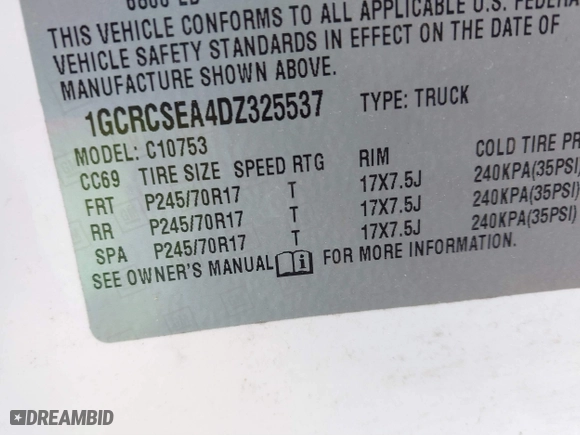 THIS VEHICLE CONFORMS TO ALL APPLICABLE U.S. FEDERA
VEHICLE SAFETY STANDARDS IN EFFECT ON THE DATE OF
MANUFACTURE SHOWN ABOVE.
1GCRCSEA4DZ325537 TYPE: TRUCK
MODEL: C10753
CC69 TIRE SIZE SPEED RTG RIM COLD TIRE PR
FRT P245/70R17 T 17X7.5J 240KPA(35PSI)
RR P245/70R17 T 17X7.5J 240KPA(35PSI)
SPA P245/70R17 T 17X7.5J 240KPA(35PSI)
SEE OWNER'S MANUAL i FOR MORE INFORMATION.
DREAMBID